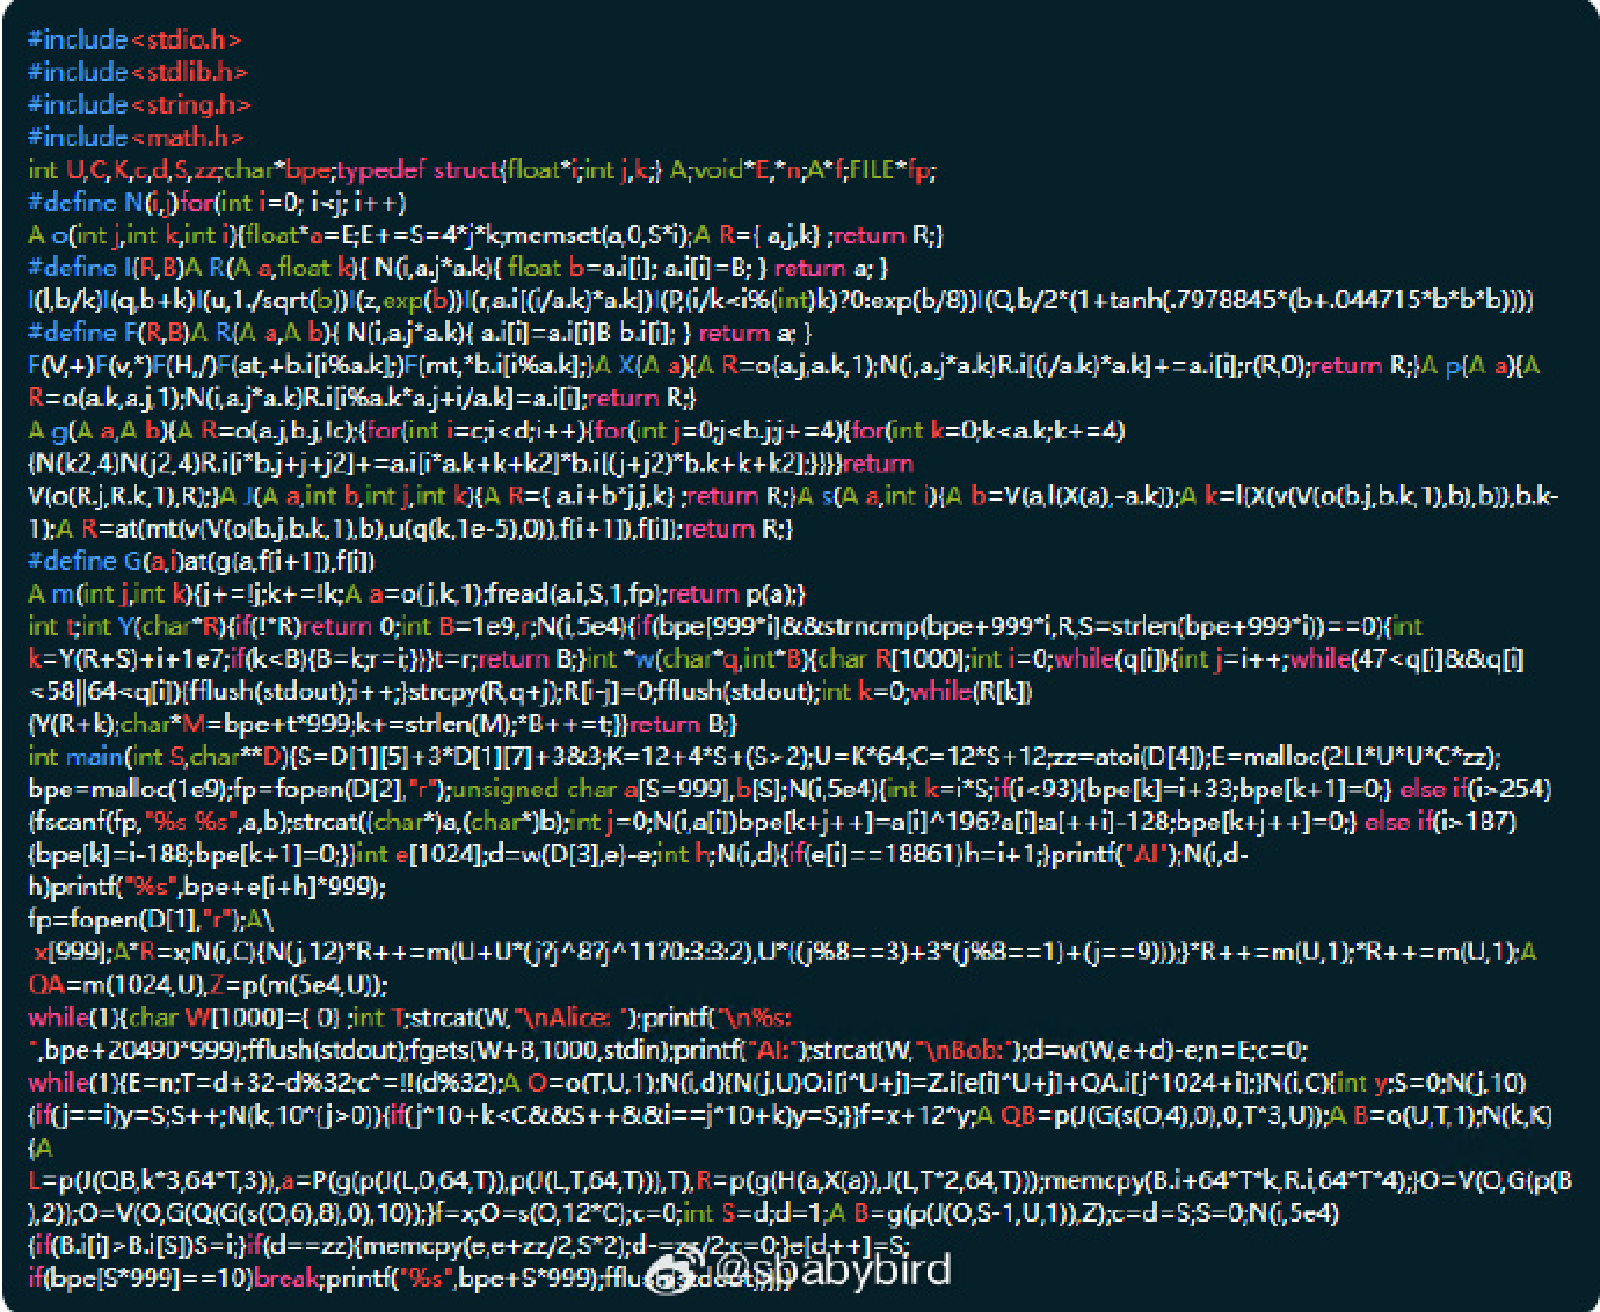 #include<stdio.h>
#include<stdlib.h>
#include<string.h>
#include<math.h>
int U,C,K,c,d,S,zz;char*bpe;typedef struct{float*i;int j,k;} A;void*E,*n;A*f;FILE*fp;
#define N(i,j)for(int i=0; i<j; i++)
A o(int j,int k,int i){float*a=E;E+=S=4*j*k;memset(a,0,S*i);A R={ a,j,k} ;return R;}
#define I(R,B)A R(A a,float k){ N(i,a.j*a.k){ float b=a.i[i]; a.i[i]=B; } return a; }
I(l,b/k)I(q,b+k)I(u,1./sqrt(b))I(z,exp(b))I(r,a.i[(i/a.k)*a.k])I(P,(i/k<i%(int)k)?0:exp(b/8))I(Q,b/2*(1+tanh(.7978845*(b+.044715*b*b*b))))
#define F(R,B)A R(A a,A b){ N(i,a.j*a.k){ a.i[i]=a.i[i]B b.i[i]; } return a; }
F(V,+)F(v,*)F(H,/)F(at,+b.i[i%a.k];)F(mt,*b.i[i%a.k];)A X(A a){A R=o(a.j,a.k,1);N(i,a.j*a.k)R.i[(i/a.k)*a.k]+=a.i[i];r(R,0);return R;}A p(A a){A
R=o(a.k,a.j,1);N(i,a.j*a.k)R.i[i%a.k*a.j+i/a.k]=a.i[i];return R;}
A g(A a,A b){A R=o(a.j,b.j,!c);{for(int i=c;i<d;i++){for(int j=0;j<b.j;j+=4){for(int k=0;k<a.k;k+=4)
{N(k2,4)N(j2,4)R.i[i*b.j+j+j2]+=a.i[i*a.k+k+k2]*b.i[(j+j2)*b.k+k+k2];}}}}return
V(o(R.j,R.k,1),R);}A J(A a,int b,int j,int k){A R={ a.i+b*j,j,k} ;return R;}A s(A a,int i){A b=V(a,l(X(a),-a.k));A k=l(X(v(V(o(b.j,b.k,1),b),b)),b.k-
1);A R=at(mt(v(V(o(b.j,b.k,1),b),u(q(k,1e-5),0)),f[i+1]),f[i]);return R;}
#define G(a,i)at(g(a,f[i+1]),f[i])
A m(int j,int k){j+=!j;k+=!k;A a=o(j,k,1);fread(a.i,S,1,fp);return p(a);}
int t;int Y(char*R){if(!*R)return 0;int B=1e9,r;N(i,5e4){if(bpe[999*i]&&strncmp(bpe+999*i,R,S=strlen(bpe+999*i))==0){int
k=Y(R+S)+i+1e7;if(k<B){B=k;r=i;}}}t=r;return B;}int *w(char*q,int*B){char R[1000];int i=0;while(q[i]){int j=i++;while(47<q[i]&&q[i]
<58||64<q[i]){fflush(stdout);i++;}strcpy(R,q+j);R[i-j]=0;fflush(stdout);int k=0;while(R[k])
{Y(R+k);char*M=bpe+t*999;k+=strlen(M);*B++=t;}}return B;}
int main(int S,char**D){S=D[1][5]+3*D[1][7]+3&3;K=12+4*S+(S>2);U=K*64;C=12*S+12;zz=atoi(D[4]);E=malloc(2LL*U*U*C*zz);
bpe=malloc(1e9);fp=fopen(D[2],"r");unsigned char a[S=999],b[S];N(i,5e4){int k=i*S;if(i<93){bpe[k]=i+33;bpe[k+1]=0;} else if(i>254)
{fscanf(fp,"%s %s",a,b);strcat((char*)a,(char*)b);int j=0;N(i,a[i])bpe[k+j++]=a[i]^196?a[i]:a[++i]-128;bpe[k+j++]=0;} else if(i>187)
{bpe[k]=i-188;bpe[k+1]=0;}}int e[1024];d=w(D[3],e)-e;int h;N(i,d){if(e[i]==18861)h=i+1;}printf("AI");N(i,d-
h)printf("%s",bpe+e[i+h]*999);
fp=fopen(D[1],"r");A\
x[999];A*R=x;N(i,C){N(j,12)*R++=m(U+U*(j?j^8?j^11?0:3:3:2),U*((j%8==3)+3*(j%8==1)+(j==9)));}*R++=m(U,1);*R++=m(U,1);A
QA=m(1024,U),Z=p(m(5e4,U));
while(1){char W[1000]={ 0} ;int T;strcat(W,"\nAlice: ");printf("\n%s:
",bpe+20490*999);fflush(stdout);fgets(W+8,1000,stdin);printf("AI:");strcat(W,"\nBob:");d=w(W,e+d)-e;n=E;c=0;
while(1){E=n;T=d+32-d%32;c^=!!(d%32);A O=o(T,U,1);N(i,d){N(j,U)O.i[i^U+j]=Z.i[e[i]^U+j]+QA.i[j^1024+i];}N(i,C){int y;S=0;N(j,10)
{if(j==i)y=S;S++;N(k,10^(j>0)){if(j^10+k<C&&S++&&i==j^10+k)y=S;}}f=x+12^y;A QB=p(J(G(s(O,4),0),0,T^3,U));A B=o(U,T,1);N(k,K)
{A
L=p(J(QB,k*3,64*T,3)),a=P(g(p(J(L,0,64,T)),p(J(L,T,64,T))),T),R=p(g(H(a,X(a)),J(L,T*2,64,T)));memcpy(B.i+64*T*k,R.i,64*T*4);}O=V(O,G(p(B
),2));O=V(O,G(Q(G(s(O,6),8),0),10));}f=x;O=s(O,12*C);c=0;int S=d;d=1;A B=g(p(J(O,S-1,U,1)),Z);c=d=S;S=0;N(i,5e4)
{if(B.i[i]>B.i[S])S=i;}if(d==zz){memcpy(e,e+zz/2,S*2);d-=zz/2;c=0;}e[d++]=S;
if(bpe[S*999]==10)break;printf("%s",bpe+S*999);fflush(stdout);}}}
@sbabybird